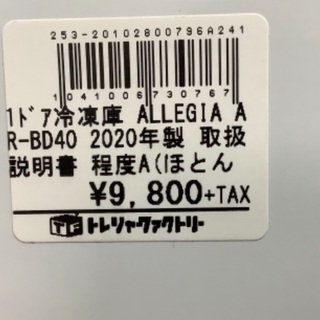 253-20102800796A241
1041006730767
1ドア冷凍庫 ALLEGIA A
R-BD40 2020年製 取扱
説明書 程度A(ほとん
¥9,800+TAX
トレジャーファクトリー